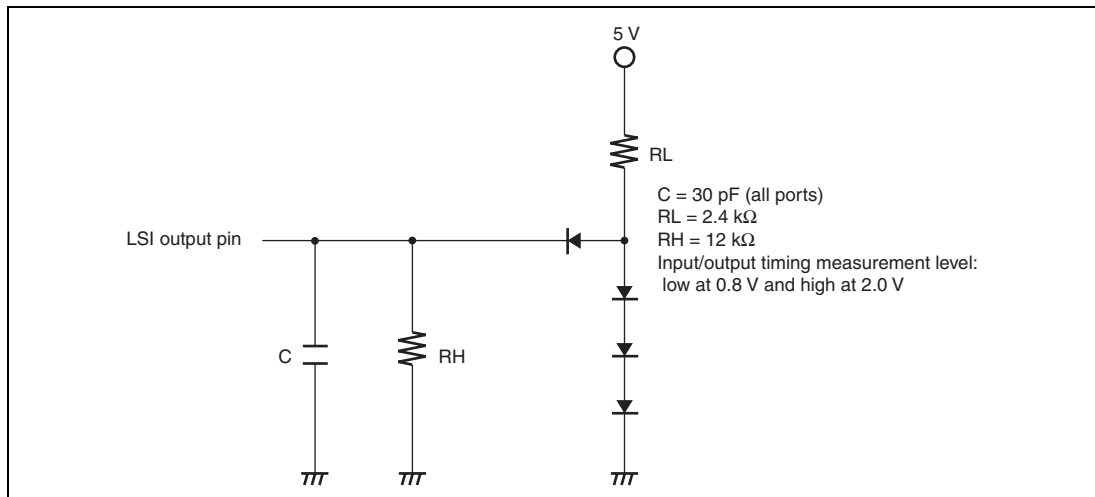 5 V
RL
C = 30 pF (all ports)
RL = 2.4 kΩ
RH = 12 kΩ
Input/output timing measurement level:
low at 0.8 V and high at 2.0 V
LSI output pin
C
RH